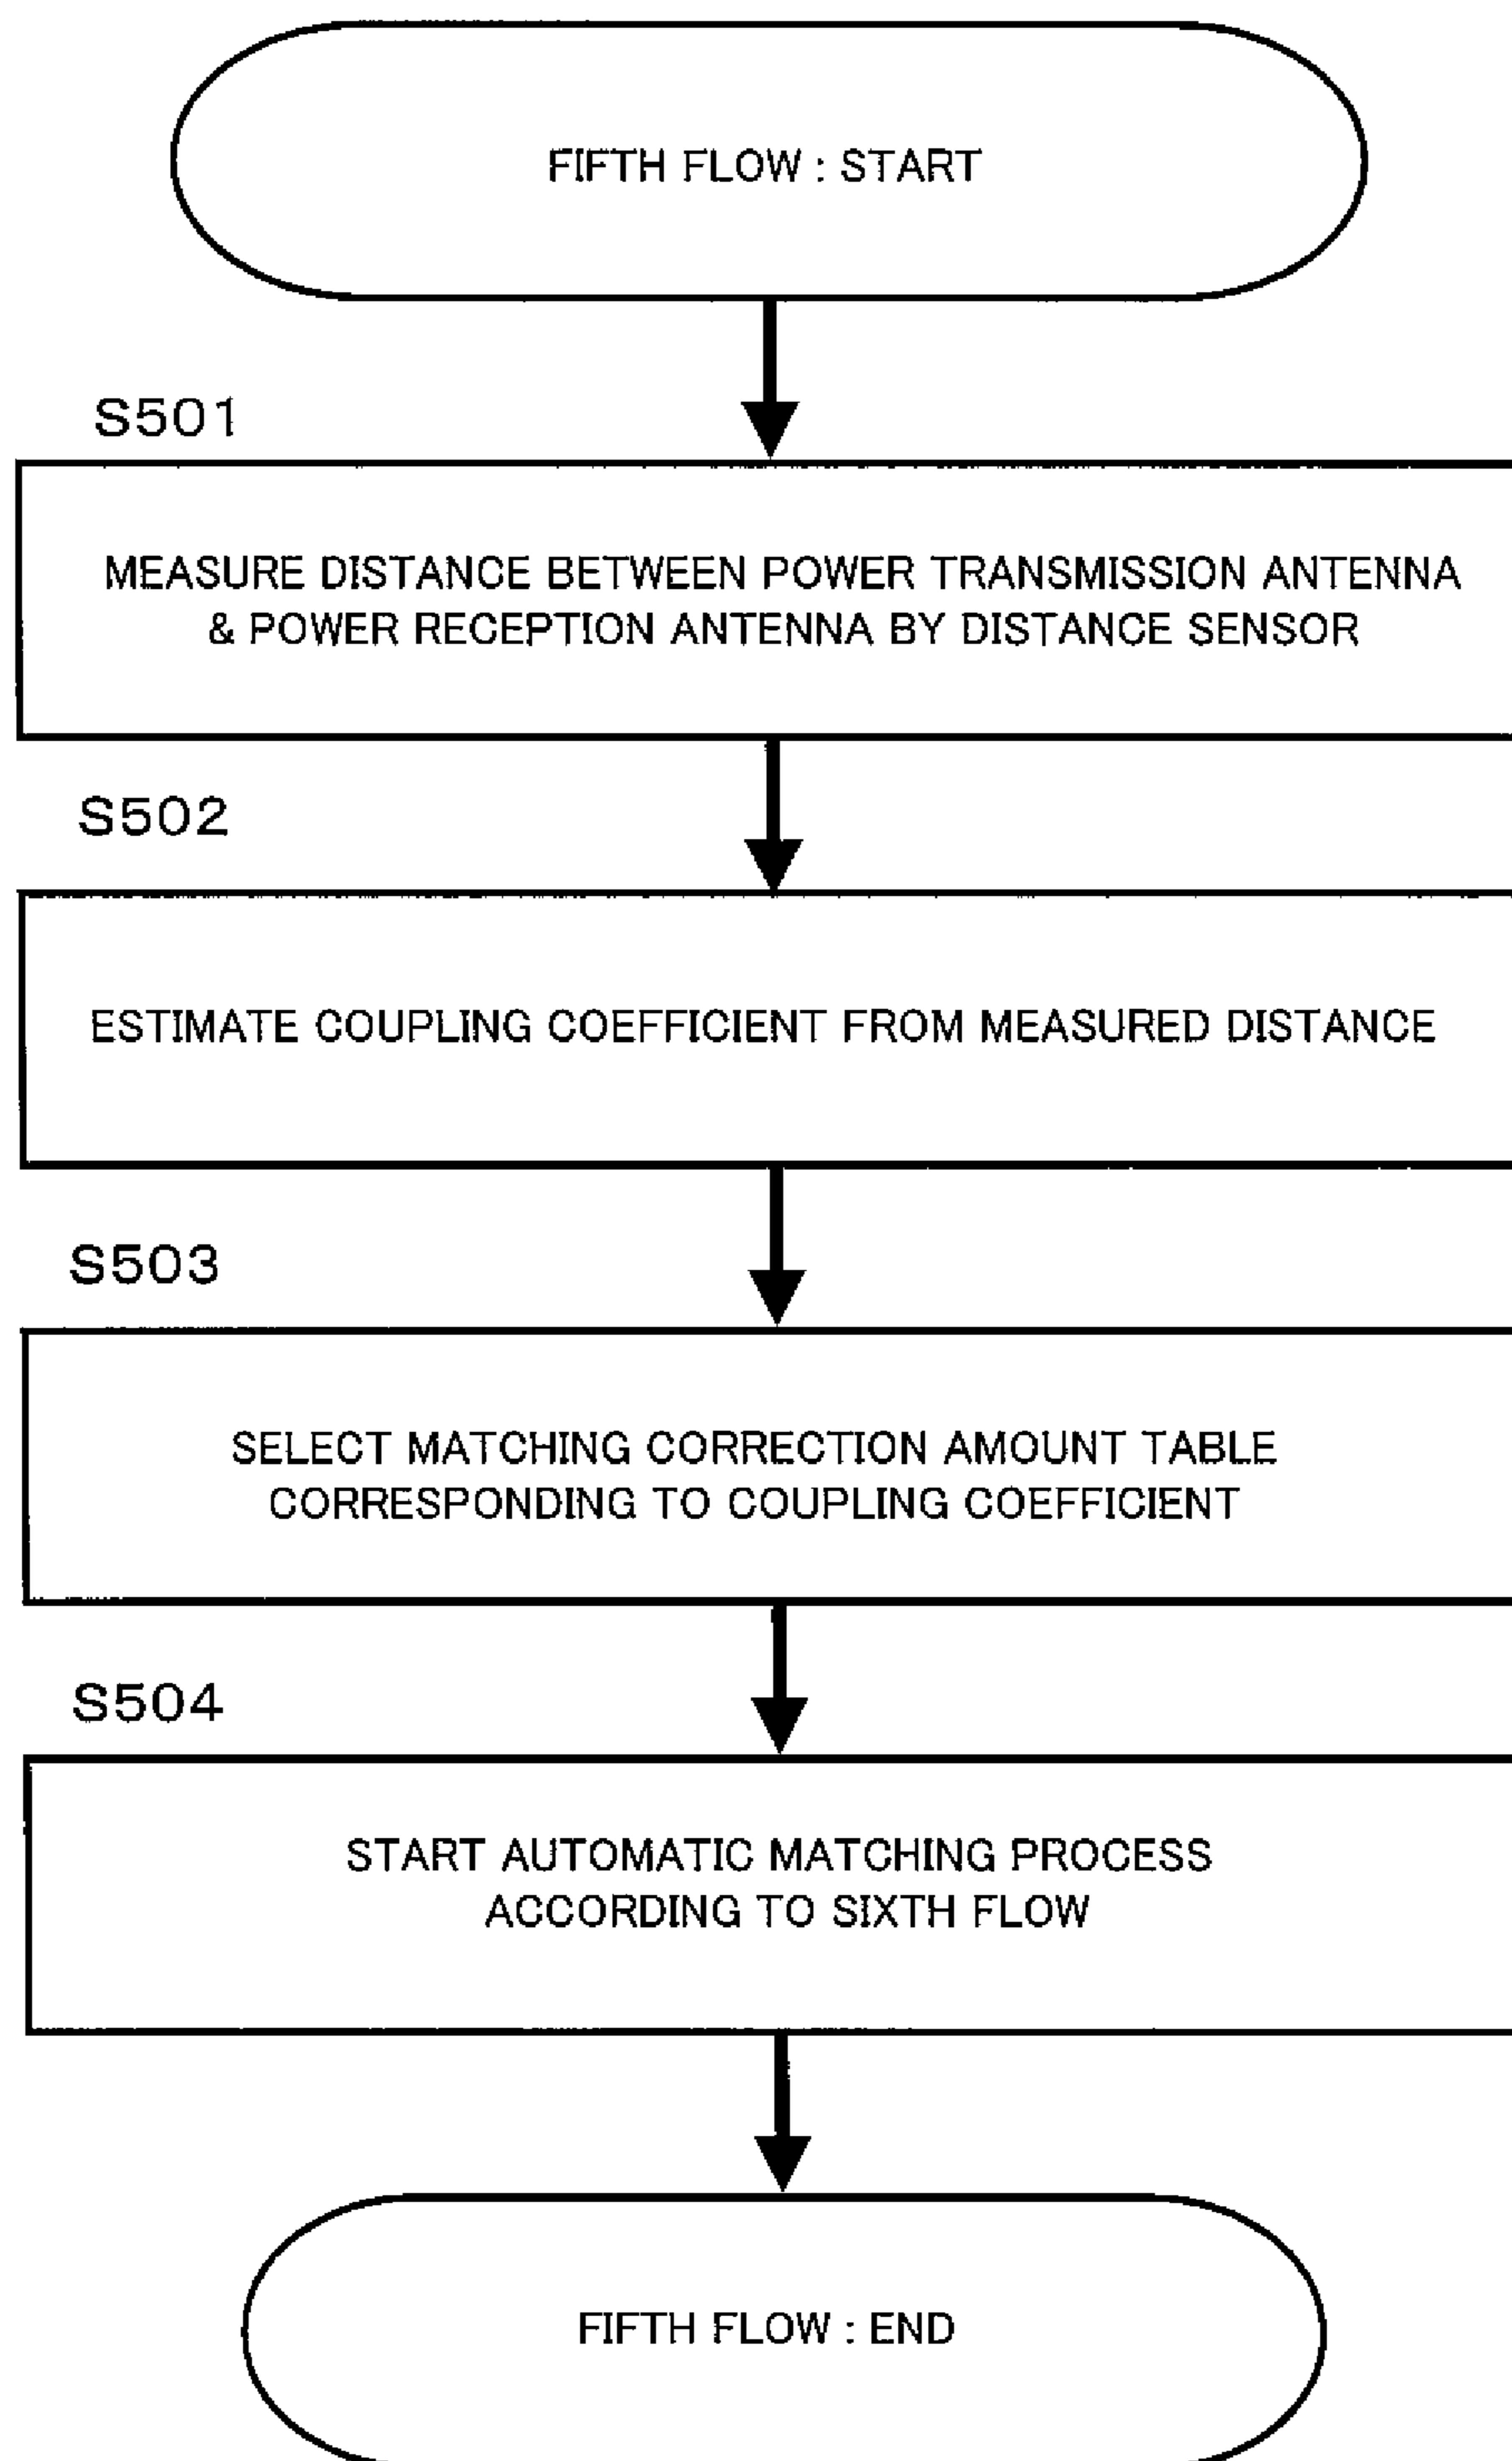 FIFTH FLOW : START
S501
MEASURE DISTANCE BETWEEN POWER TRANSMISSION ANTENNA
& POWER RECEPTION ANTENNA BY DISTANCE SENSOR
S502
ESTIMATE COUPLING COEFFICIENT FROM MEASURED DISTANCE
S503
SELECT MATCHING CORRECTION AMOUNT TABLE
CORRESPONDING TO COUPLING COEFFICIENT
S504
START AUTOMATIC MATCHING PROCESS
ACCORDING TO SIXTH FLOW
FIFTH FLOW : END